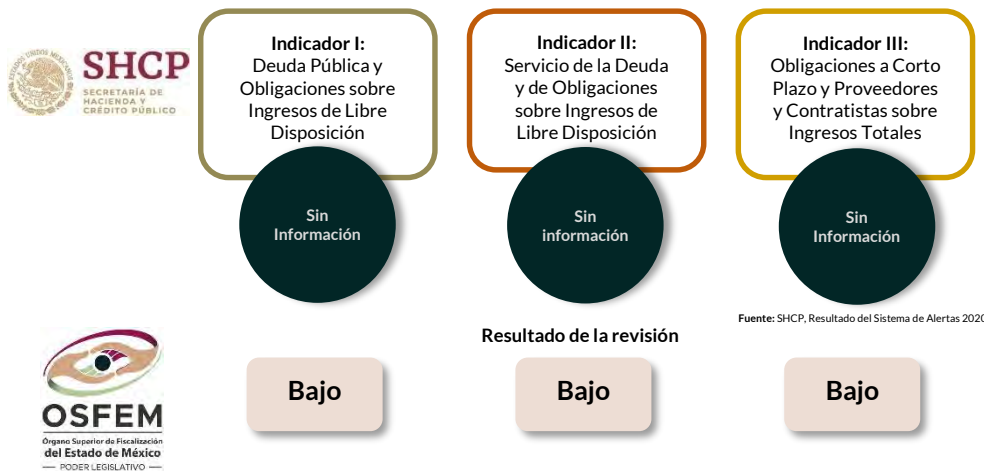 SHCP
SECRETARÍA DE
HACIENDA Y
CRÉDITO PÚBLICO
Indicador I:
Deuda Pública y
Obligaciones sobre
Ingresos de Libre
Disposición
Sin
Información
Indicador II:
Servicio de la Deuda
y de Obligaciones
sobre Ingresos de
Libre Disposición
Sin
información
Indicador III:
Obligaciones a Corto
Plazo y Proveedores
y Contratistas sobre
Ingresos Totales
Sin
Información
Fuente: SHCP, Resultado del Sistema de Alertas 2020
Resultado de la revisión
OSFEM
Órgano Superior de Fiscalización
del Estado de México
PODER LEGISLATIVO
Bajo
Bajo
Bajo